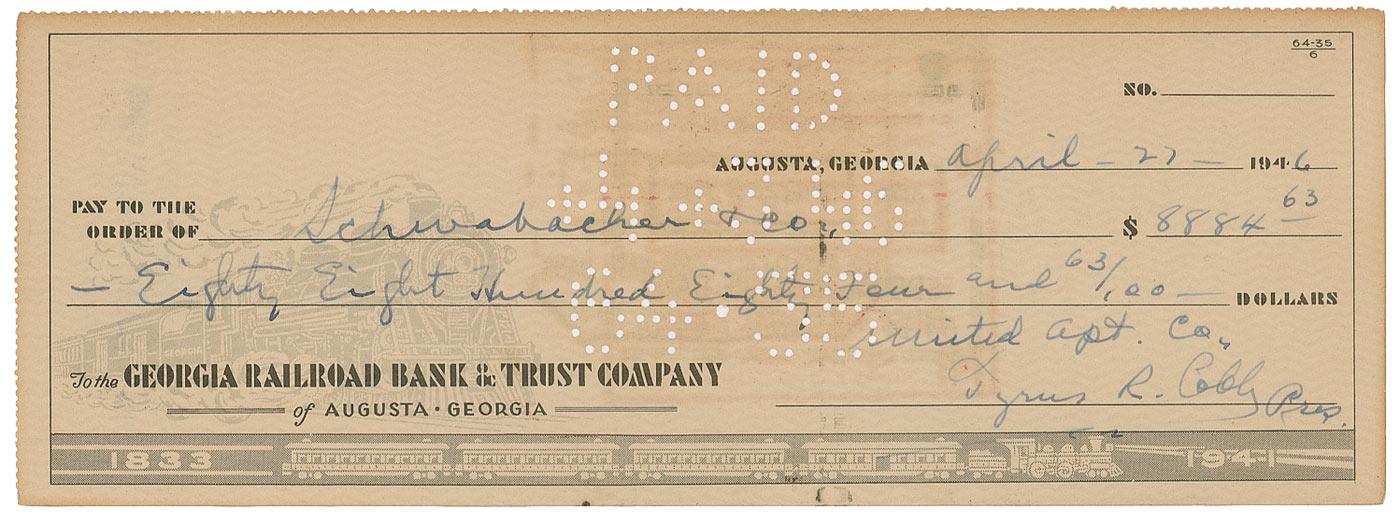 64-35
6
NO.
PAID
AUGUSTA, GEORGIA April - 27 - 1946
PAY TO THE
ORDER OF Schwabacher & Co, $ 8884 63
- Eighty Eight Hundred Eighty Four and 63/100 - DOLLARS
United Apt. Co,
To the GEORGIA RAILROAD BANK & TRUST COMPANY
Tyrus R. Cobb Pres.
of AUGUSTA · GEORGIA
1833 1941